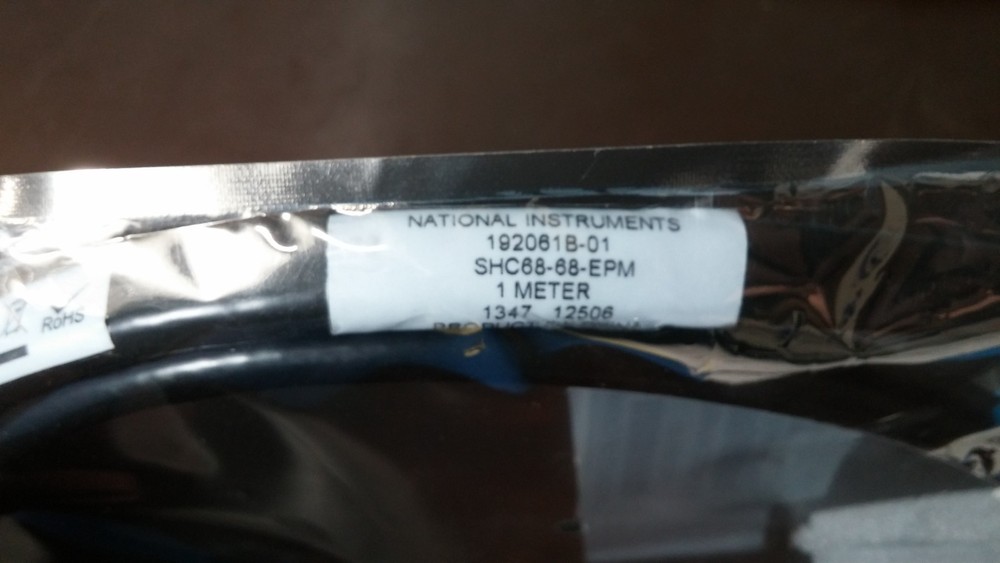 NATIONAL INSTRUMENTS
192061B-01
SHC68-68-EPM
1 METER
1347 12506
RoHS